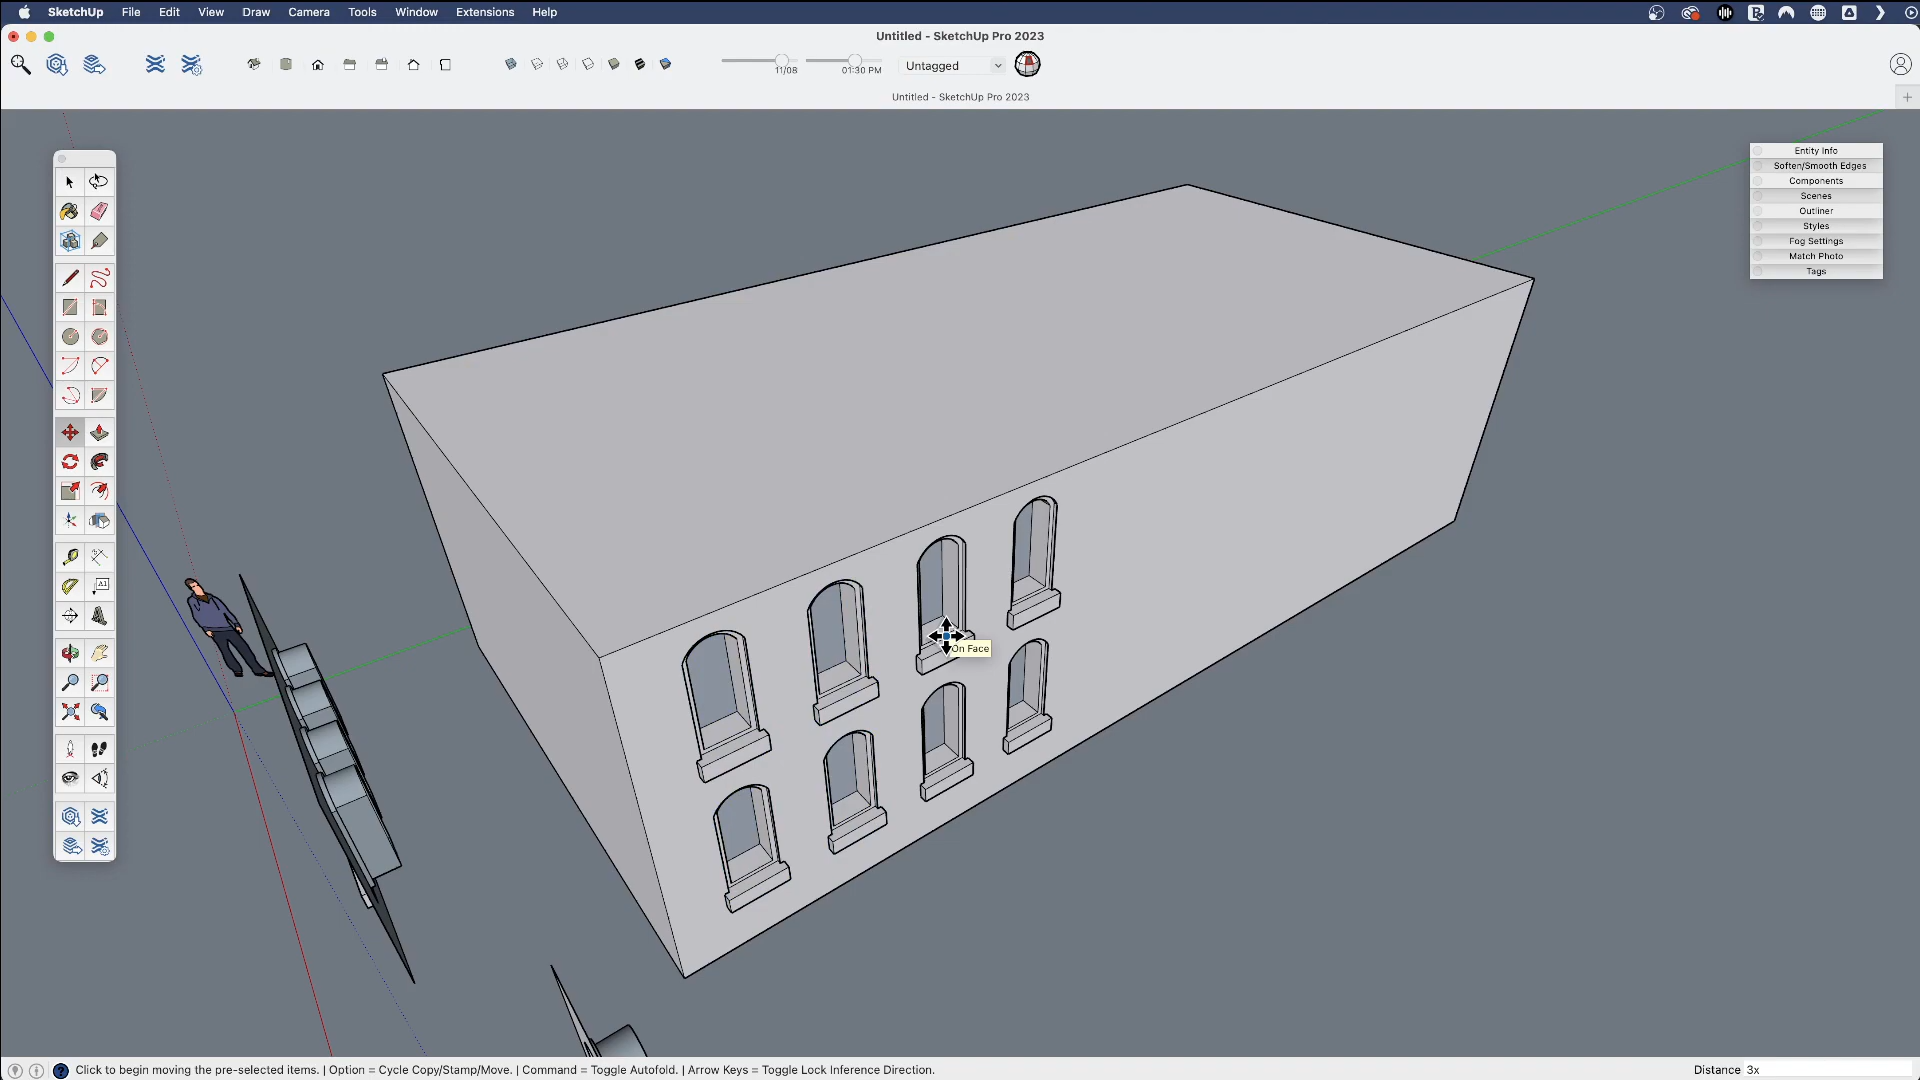 SketchUp File Edit View Draw Camera Tools Window Extensions Help
Untitled - SketchUp Pro 2023
11/08
01:30 PM
Untagged
Untitled - SketchUp Pro 2023
Entity Info
Soften/Smooth Edges
Components
Scenes
Outliner
Styles
Fog Settings
Match Photo
Tags
A1
On Face
? Click to begin moving the pre-selected items. | Option = Cycle Copy/Stamp/Move. | Command = Toggle Autofold. | Arrow Keys = Toggle Lock Inference Direction.
Distance 3x